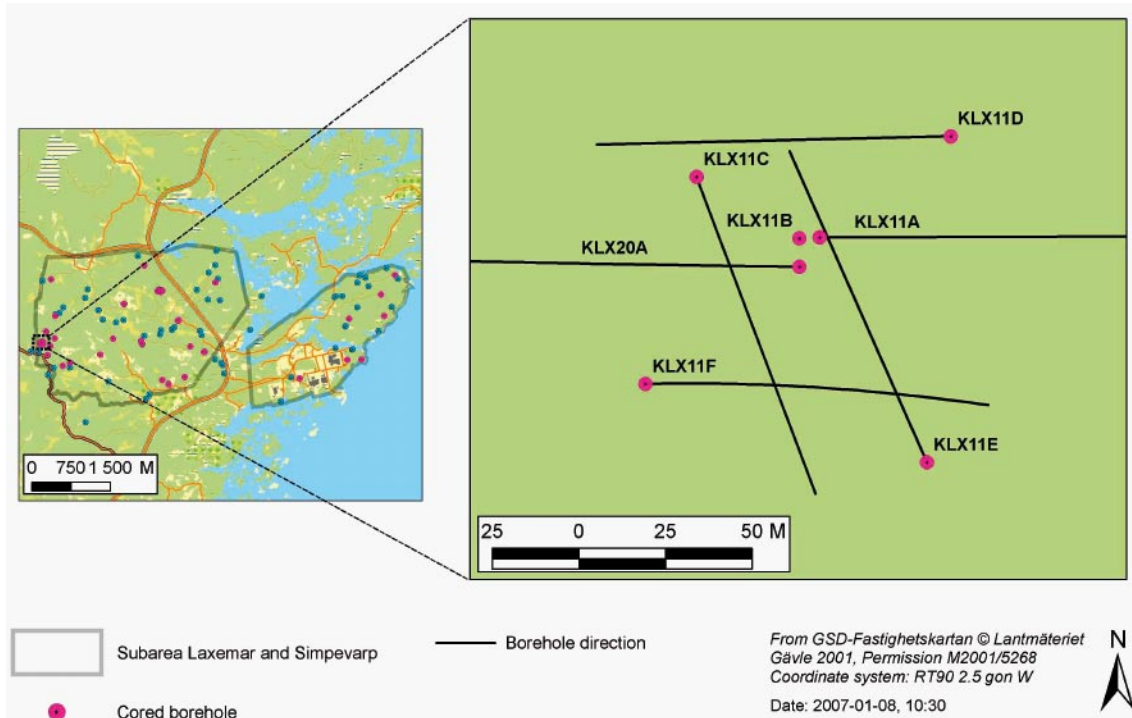 KLX11D
KLX11C
KLX11B
KLX11A
KLX20A
KLX11F
KLX11E
0 750 1 500 M
25 0 25 50 M
Subarea Laxemar and Simpevarp
Borehole direction
Cored borehole
From GSD-Fastighetskartan © Lantmäteriet
Gävle 2001, Permission M2001/5268
Coordinate system: RT90 2.5 gon W
Date: 2007-01-08, 10:30
N